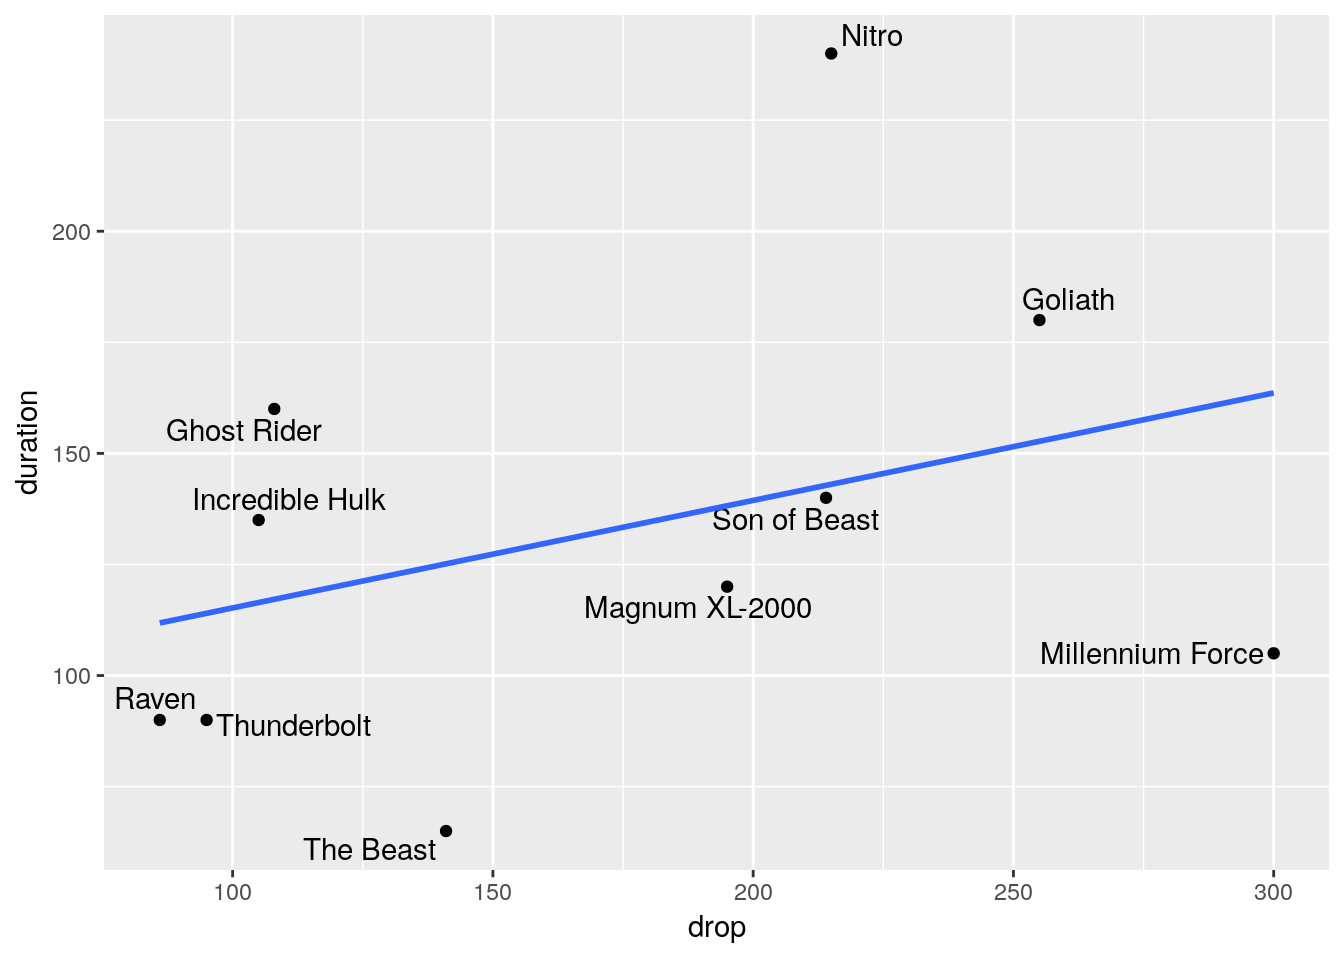 Nitro
200
Goliath
Ghost Rider
150
Incredible Hulk
Son of Beast
Magnum XL-2000
Millennium Force
100
Raven
Thunderbolt
The Beast
duration
100 150 200 250 300
drop